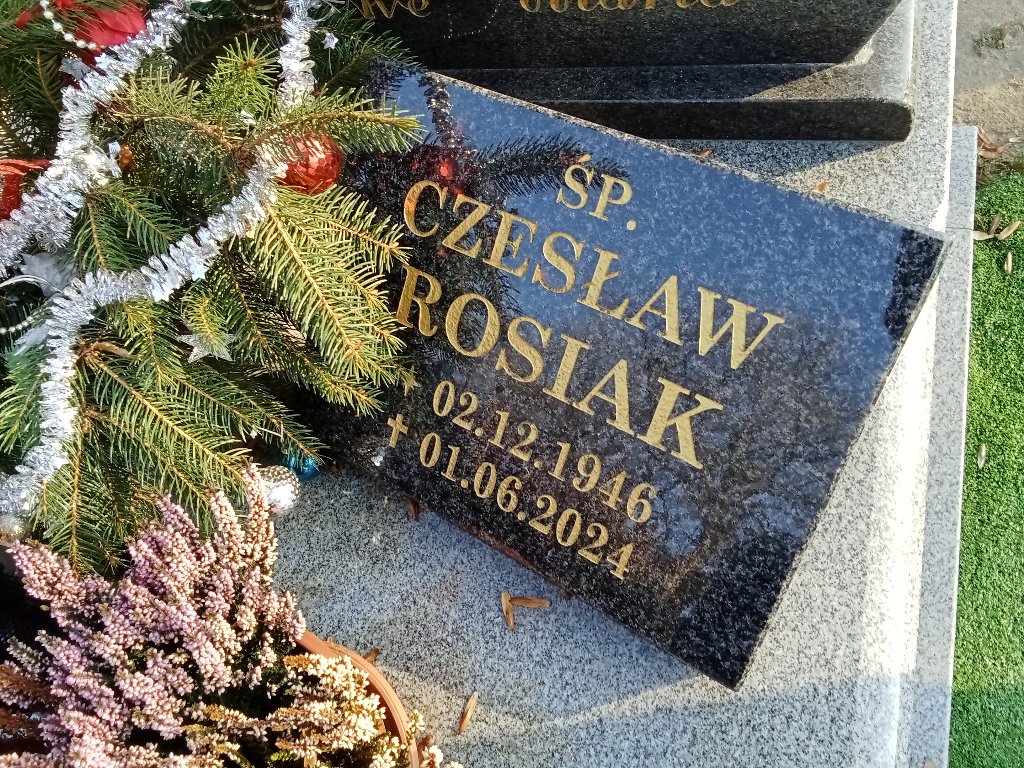 ŚP.
CZESŁAW
ROSIAK
02.12.1946
✝ 01.06.2024